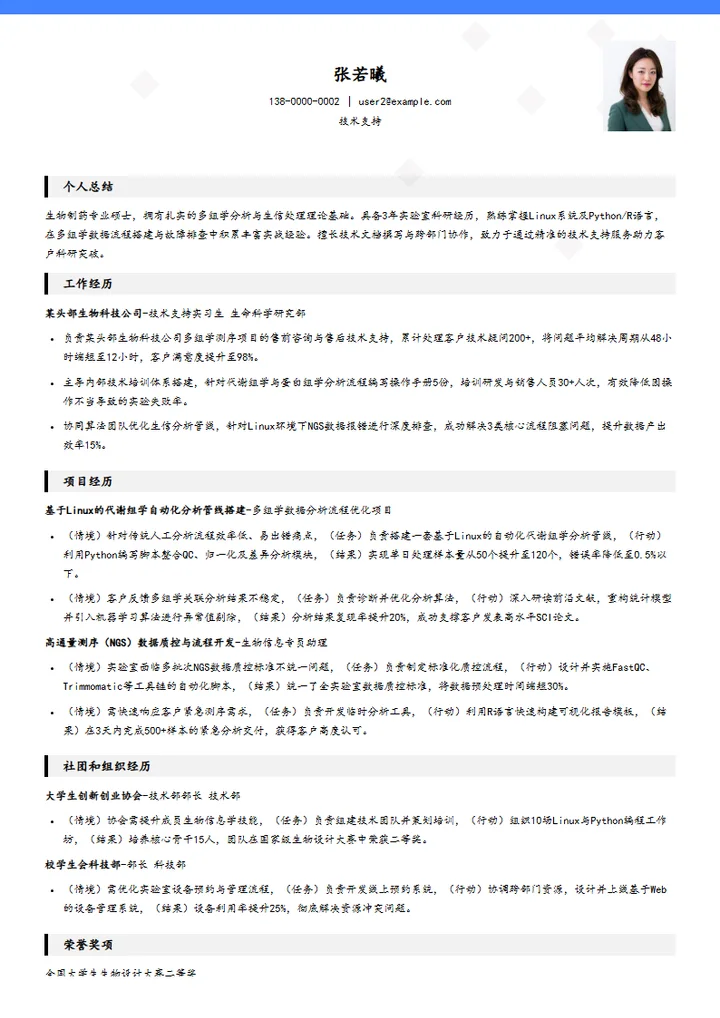 张若曦
138-0000-0002 | user2@example.com
技术支持
个人总结
生物制药专业硕士，拥有扎实的多组学分析与生信处理理论基础。具备3年实验室科研经历，熟练掌握Linux系统及Python/R语言，
在多组学数据流程搭建与故障排查中积累丰富实战经验。擅长技术文档撰写与跨部门协作，致力于通过精准的技术支持服务助力客
户科研突破。
工作经历
某头部生物科技公司-技术支持实习生 生命科学研究部
• 负责某头部生物科技公司多组学测序项目的售前咨询与售后技术支持，累计处理客户技术疑问200+，将问题平均解决周期从48小
时缩短至12小时，客户满意度提升至98%。
• 主导内部技术培训体系搭建，针对代谢组学与蛋白组学分析流程编写操作手册5份，培训研发与销售人员30+人次，有效降低因操
作不当导致的实验失败率。
• 协同算法团队优化生信分析管线，针对Linux环境下NGS数据报错进行深度排查，成功解决3类核心流程阻塞问题，提升数据产出
效率15%。
项目经历
基于Linux的代谢组学自动化分析管线搭建-多组学数据分析流程优化项目
• （情境）针对传统人工分析流程效率低、易出错痛点，（任务）负责搭建一套基于Linux的自动化代谢组学分析管线，（行动）
利用Python编写脚本整合QC、归一化及差异分析模块，（结果）实现单日处理样本量从50个提升至120个，错误率降低至0.5%以
下。
• （情境）客户反馈多组学关联分析结果不稳定，（任务）负责诊断并优化分析算法，（行动）深入研读前沿文献，重构统计模型
并引入机器学习算法进行异常值剔除，（结果）分析结果复现率提升20%，成功支撑客户发表高水平SCI论文。
高通量测序（NGS）数据质控与流程开发-生物信息专员助理
• （情境）实验室面临多批次NGS数据质控标准不统一问题，（任务）负责制定标准化质控流程，（行动）设计并实施FastQC、
Trimmomatic等工具链的自动化脚本，（结果）统一了全实验室数据质控标准，将数据预处理时间缩短30%。
• （情境）需快速响应客户紧急测序需求，（任务）负责开发临时分析工具，（行动）利用R语言快速构建可视化报告模板，（结
果）在3天内完成500+样本的紧急分析交付，获得客户高度认可。
社团和组织经历
大学生创新创业协会-技术部部长 技术部
• （情境）协会需提升成员生物信息学技能，（任务）负责组建技术团队并策划培训，（行动）组织10场Linux与Python编程工作
坊，（结果）培养核心骨干15人，团队在国家级生物设计大赛中荣获二等奖。
校学生会科技部-部长 科技部
• （情境）需优化实验室设备预约与管理流程，（任务）负责开发线上预约系统，（行动）协调跨部门资源，设计并上线基于Web
的设备管理系统，（结果）设备利用率提升25%，彻底解决资源冲突问题。
荣誉奖项
全国大学生生物设计大赛二等奖